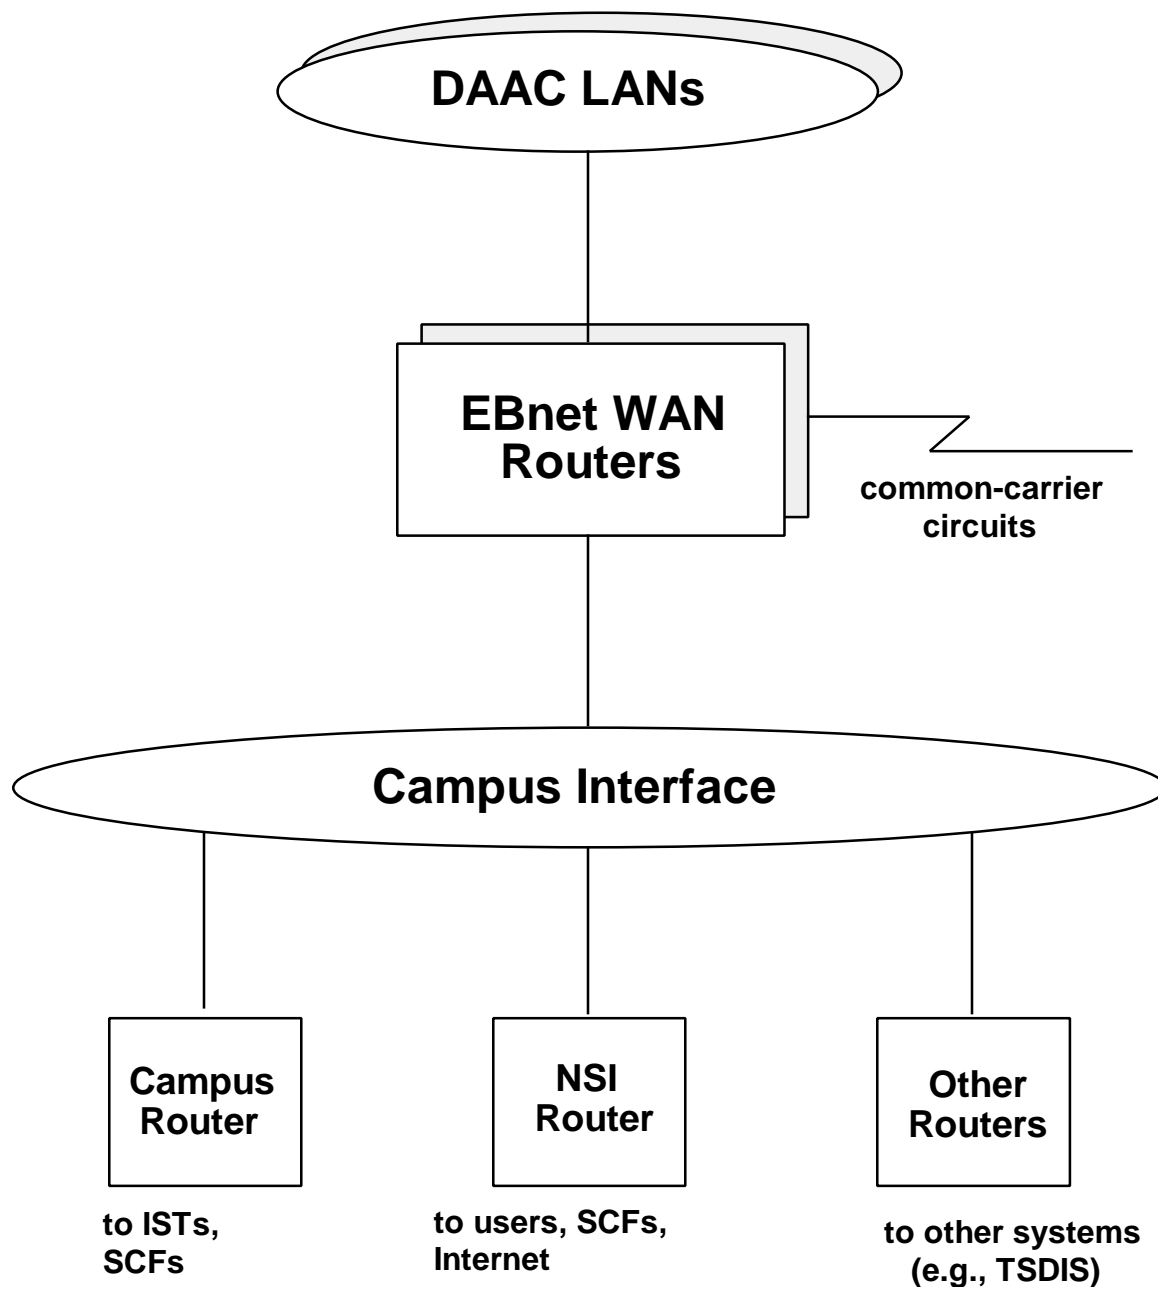 DAAC LANs
EBnet WAN
Routers
common-carrier
circuits
Campus Interface
Campus
Router
NSI
Router
Other
Routers
to ISTs,
SCFs
to users, SCFs,
Internet
to other systems
(e.g., TSDIS)